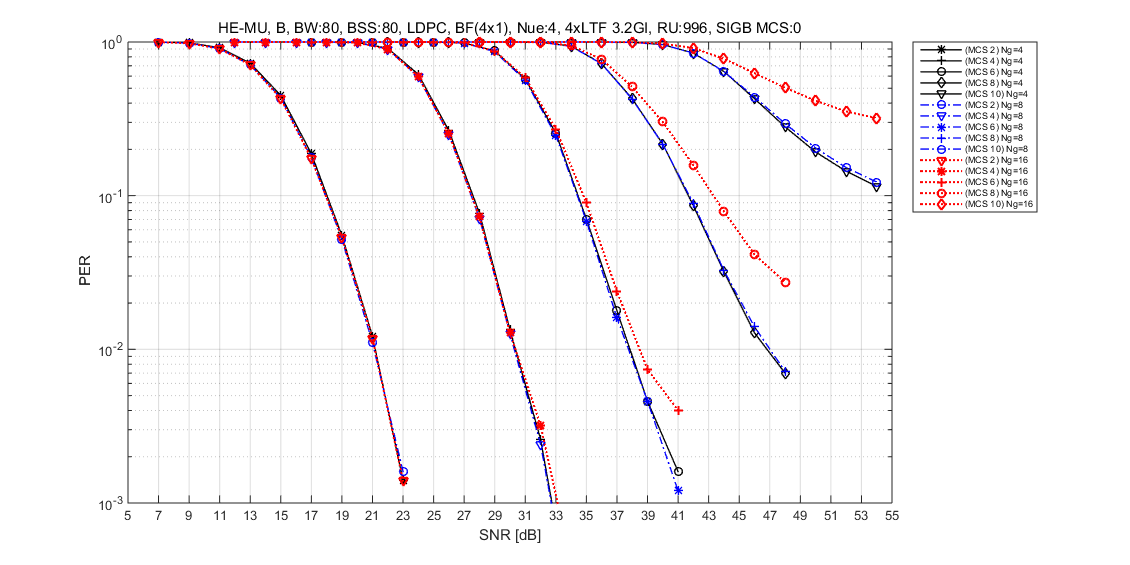 HE-MU, B, BW:80, BSS:80, LDPC, BF(4x1), Nue:4, 4xLTF 3.2GI, RU:996, SIGB MCS:0
10^0
10^-1
10^-2
10^-3
PER
5 7 9 11 13 15 17 19 21 23 25 27 29 31 33 35 37 39 41 43 45 47 49 51 53 55
SNR [dB]
(MCS 2) Ng=4
(MCS 4) Ng=4
(MCS 6) Ng=4
(MCS 8) Ng=4
(MCS 10) Ng=4
(MCS 2) Ng=8
(MCS 4) Ng=8
(MCS 6) Ng=8
(MCS 8) Ng=8
(MCS 10) Ng=8
(MCS 2) Ng=16
(MCS 4) Ng=16
(MCS 6) Ng=16
(MCS 8) Ng=16
(MCS 10) Ng=16